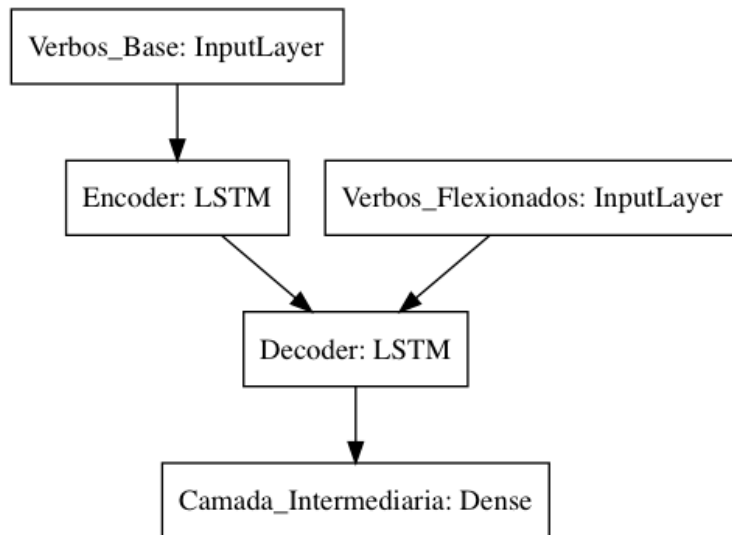 Verbos_Base: InputLayer
Encoder: LSTM
Verbos_Flexionados: InputLayer
Decoder: LSTM
Camada_Intermediaria: Dense